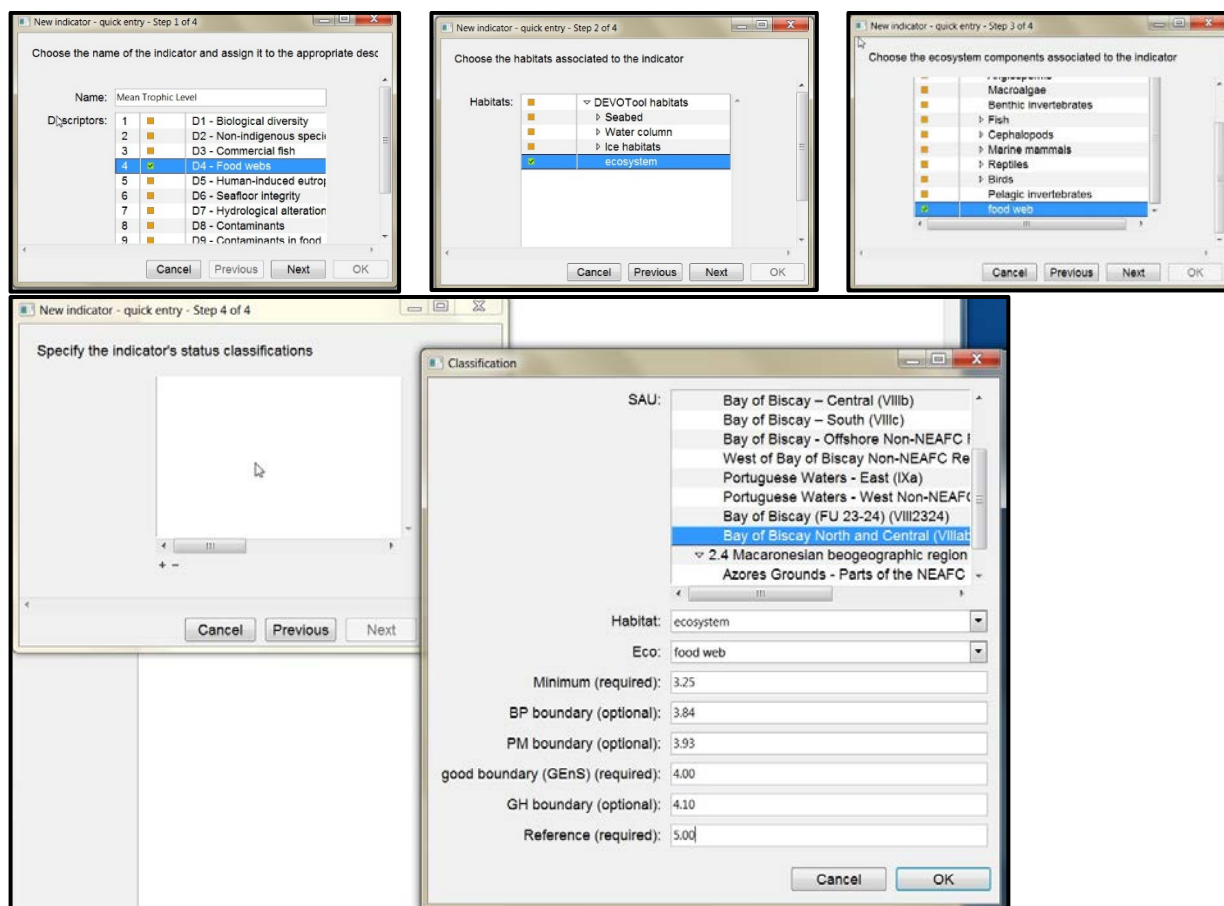 New indicator - quick entry - Step 1 of 4
Choose the name of the indicator and assign it to the appropriate desc
Name: Mean Trophic Level
Descriptors: 1 D1 - Biological diversity
2 D2 - Non-indigenous speci
3 D3 - Commercial fish
4 D4 - Food webs
5 D5 - Human-induced eutrop
6 D6 - Seafloor integrity
7 D7 - Hydrological alteration
8 D8 - Contaminants
9 D9 - Contaminants in food
Cancel Previous Next OK
New indicator - quick entry - Step 2 of 4
Choose the habitats associated to the indicator
Habitats: DEVOTool habitats
Seabed
Water column
Ice habitats
ecosystem
Cancel Previous Next OK
New indicator - quick entry - Step 3 of 4
Choose the ecosystem components associated to the indicator
Macroalgae
Benthic invertebrates
Fish
Cephalopods
Marine mammals
Reptiles
Birds
Pelagic invertebrates
food web
Cancel Previous Next OK
New indicator - quick entry - Step 4 of 4
Specify the indicator's status classifications
+ -
Cancel Previous Next
Classification
SAU: Bay of Biscay – Central (VIIIb)
Bay of Biscay – South (VIIIc)
Bay of Biscay - Offshore Non-NEAFC
West of Bay of Biscay Non-NEAFC Re
Portuguese Waters - East (IXa)
Portuguese Waters - West Non-NEAF
Bay of Biscay (FU 23-24) (VIII2324)
Bay of Biscay North and Central (VIIIab
2.4 Macaronesian beogeographic region
Azores Grounds - Parts of the NEAFC
Habitat: ecosystem
Eco: food web
Minimum (required): 3.25
BP boundary (optional): 3.84
PM boundary (optional): 3.93
good boundary (GEnS) (required): 4.00
GH boundary (optional): 4.10
Reference (required): 5.00
Cancel OK